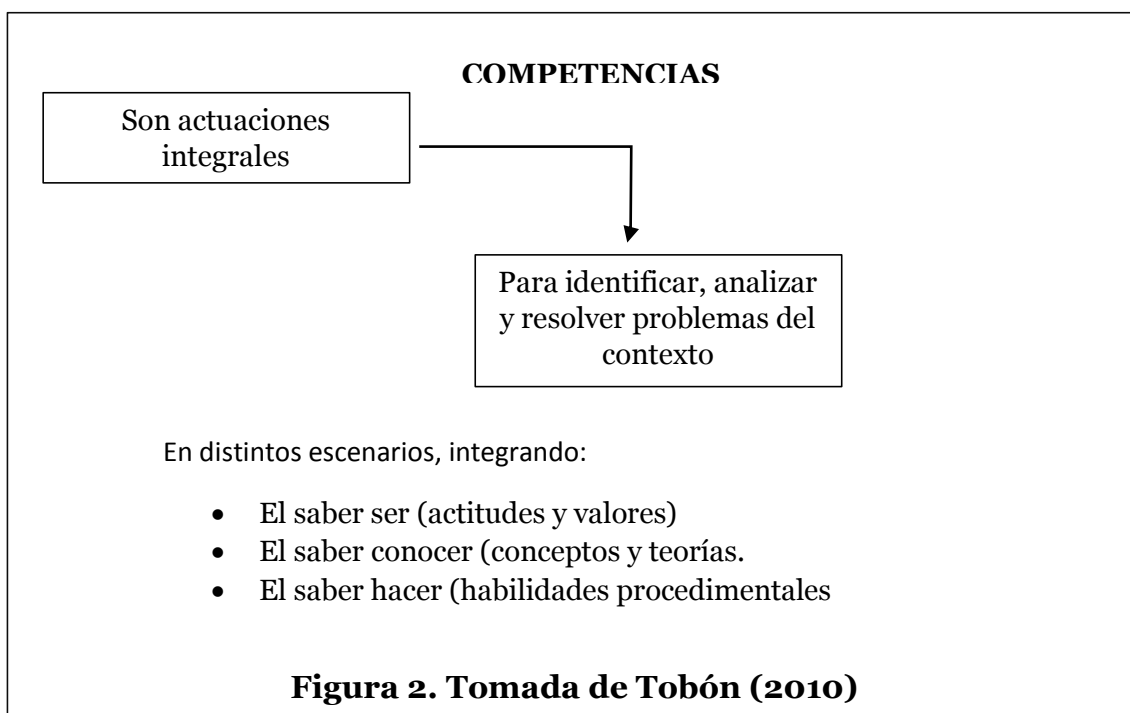 COMPETENCIAS
Son actuaciones
integrales
Para identificar, analizar
y resolver problemas del
contexto
En distintos escenarios, integrando:
• El saber ser (actitudes y valores)
• El saber conocer (conceptos y teorías.
• El saber hacer (habilidades procedimentales
Figura 2. Tomada de Tobón (2010)